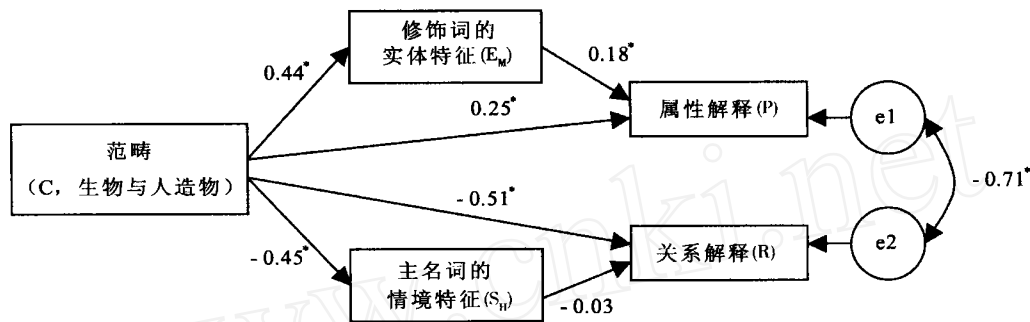 修饰词的
实体特征(E_M)
0.44*
0.18*
0.25*
属性解释(P)
e1
范畴
（C，生物与人造物）
-0.71*
-0.51*
-0.45*
关系解释(R)
e2
主名词的
情境特征(S_H)
-0.03
www.cnki.net